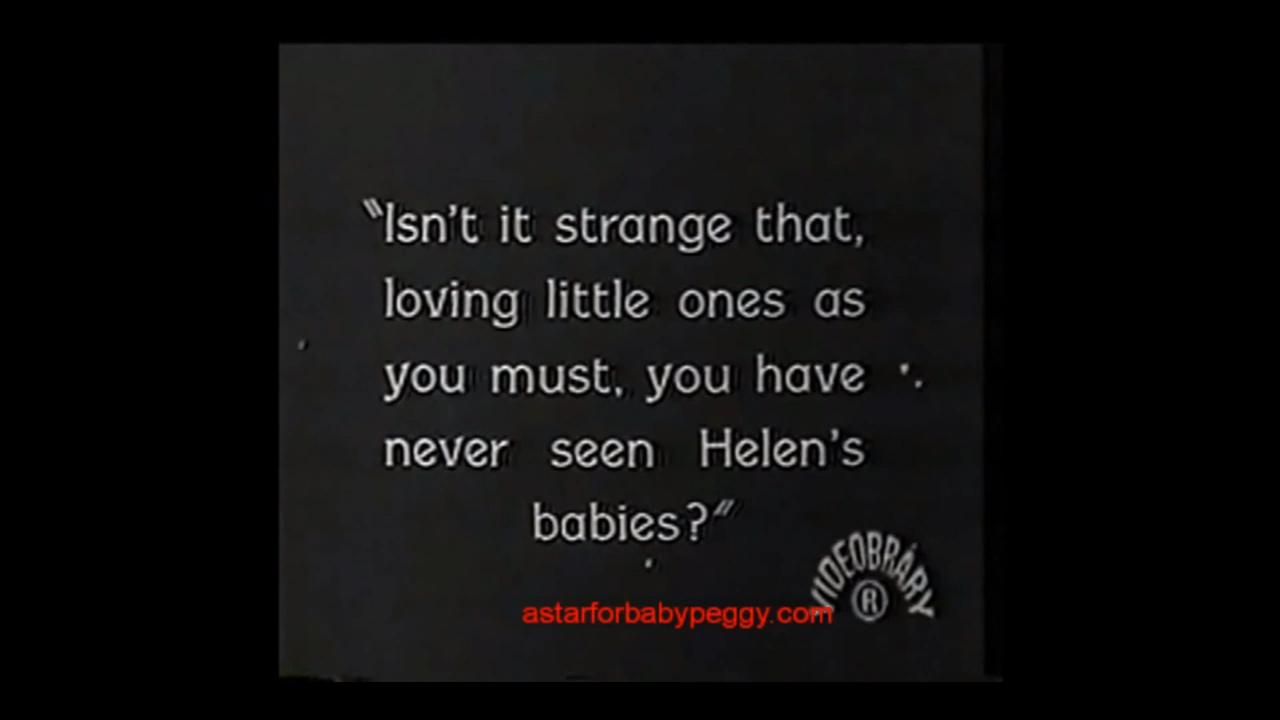 "Isn't it strange that,
loving little ones as
you must, you have
never seen Helen's
babies?"
VIDEOBRARY
®
astarforbabypeggy.com